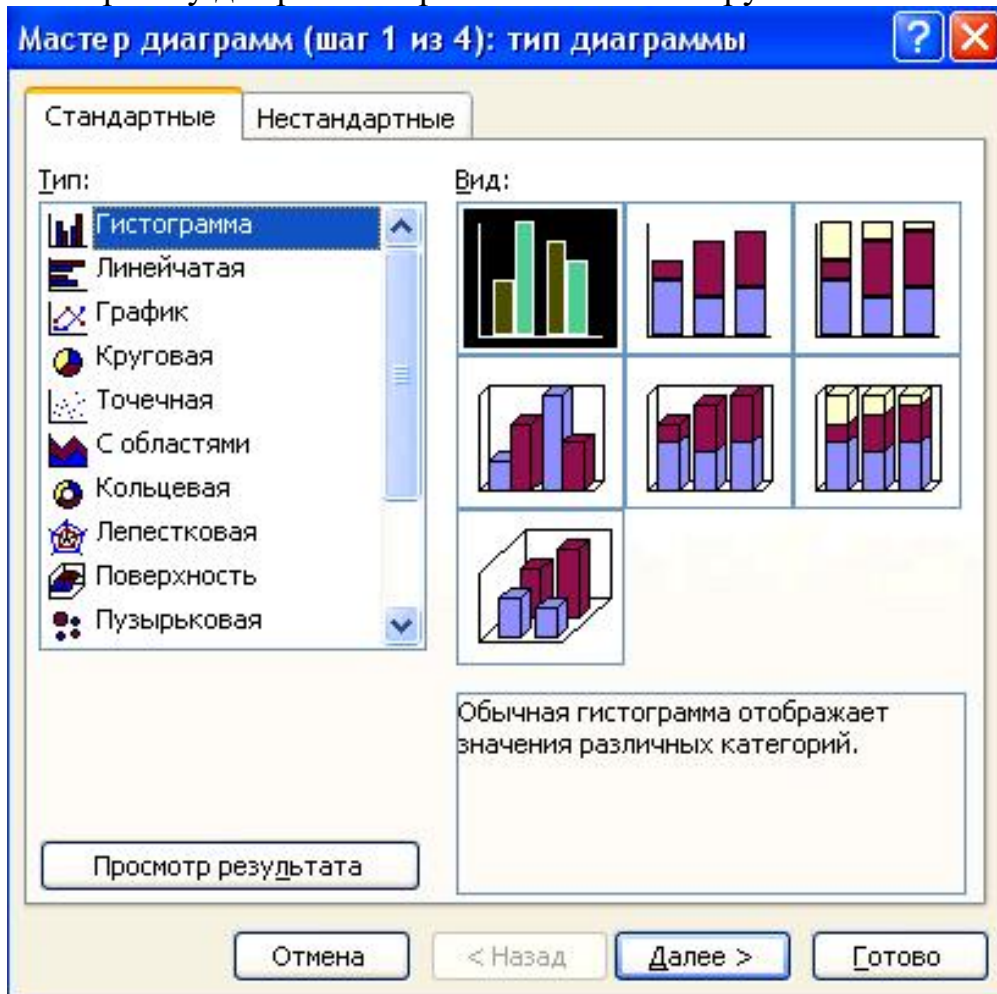 Мастер диаграмм (шаг 1 из 4): тип диаграммы
Стандартные
Нестандартные
Тип:
Гистограмма
Линейчатая
График
Круговая
Точечная
С областями
Кольцевая
Лепестковая
Поверхность
Пузырьковая
Вид:
Обычная гистограмма отображает
значения различных категорий.
Просмотр результата
Отмена
< Назад
Далее >
Готово